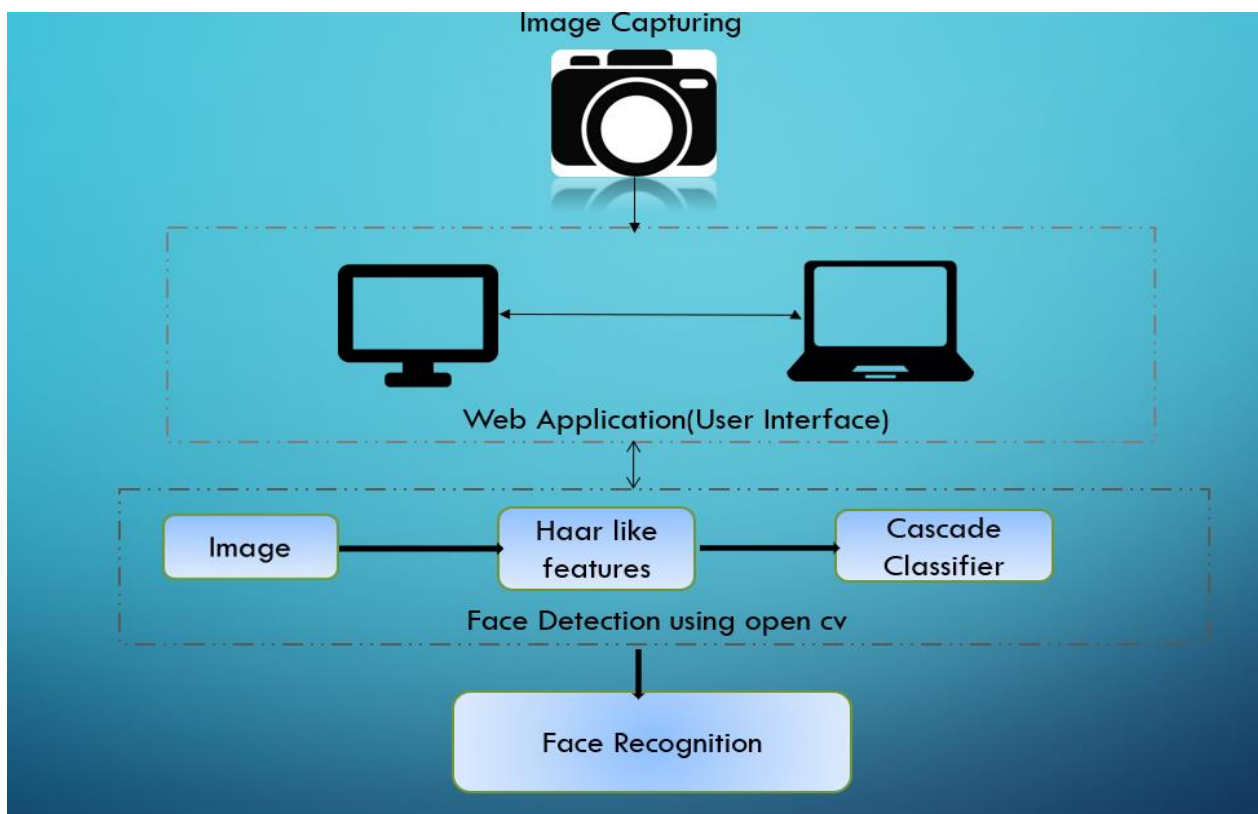 Image Capturing
Web Application(User Interface)
Image
Haar like
features
Cascade
Classifier
Face Detection using open cv
Face Recognition